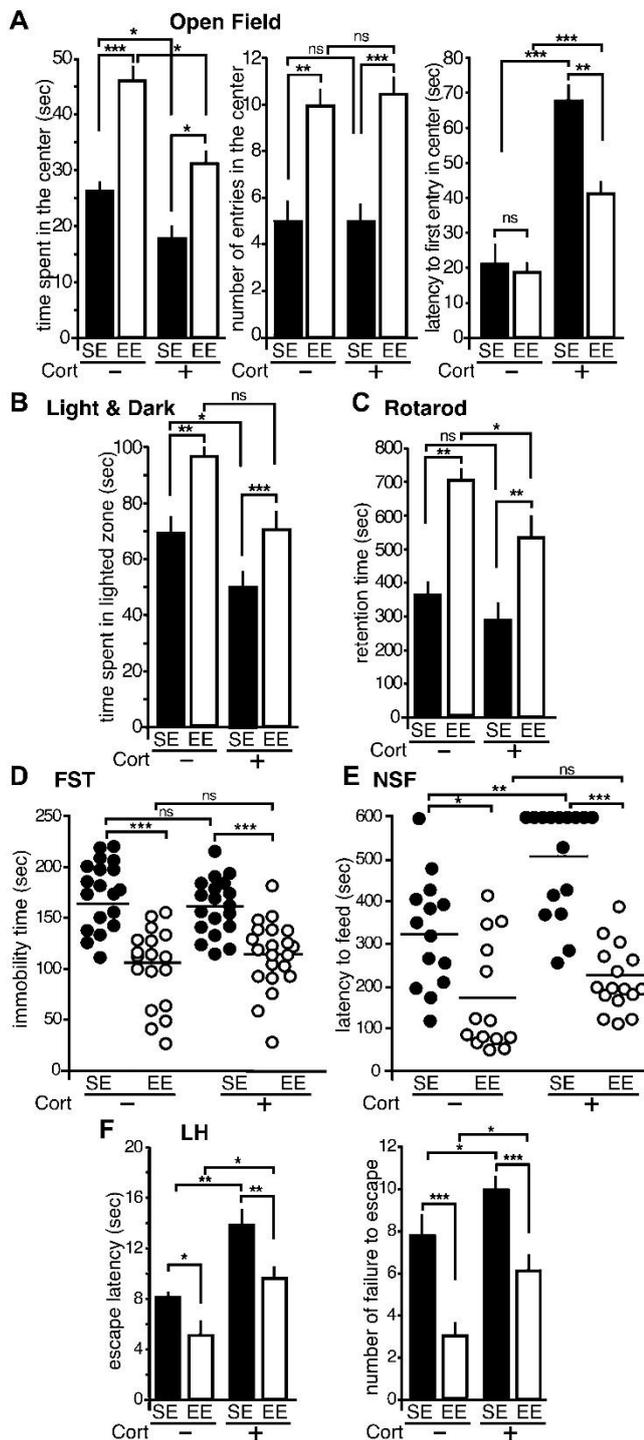 A
Open Field
time spent in the center (sec)
50
40
30
20
10
0
*
***
*
*
SE EE SE EE
Cort − +
number of entries in the center
12
10
8
6
4
2
0
ns
ns
**
***
latency to first entry in center (sec)
80
70
60
50
40
30
20
10
0
***
***
**
ns
SE EE SE EE
− +
SE EE SE EE
− +
B Light & Dark
time spent in lighted zone (sec)
100
80
60
40
20
0
ns
*
**
***
SE EE SE EE
Cort − +
C Rotarod
retention time (sec)
800
700
600
500
400
300
200
100
0
*
ns
**
**
SE EE SE EE
− +
D FST
immobility time (sec)
250
200
150
100
50
0
ns
ns
***
***
SE EE SE EE
Cort − +
E NSF
latency to feed (sec)
600
500
400
300
200
100
0
ns
**
*
***
SE EE SE EE
− +
F LH
escape latency (sec)
20
16
12
8
4
0
*
**
**
*
SE EE SE EE
Cort − +
number of failure to escape
12
10
8
6
4
2
0
*
*
***
***
SE EE SE EE
− +